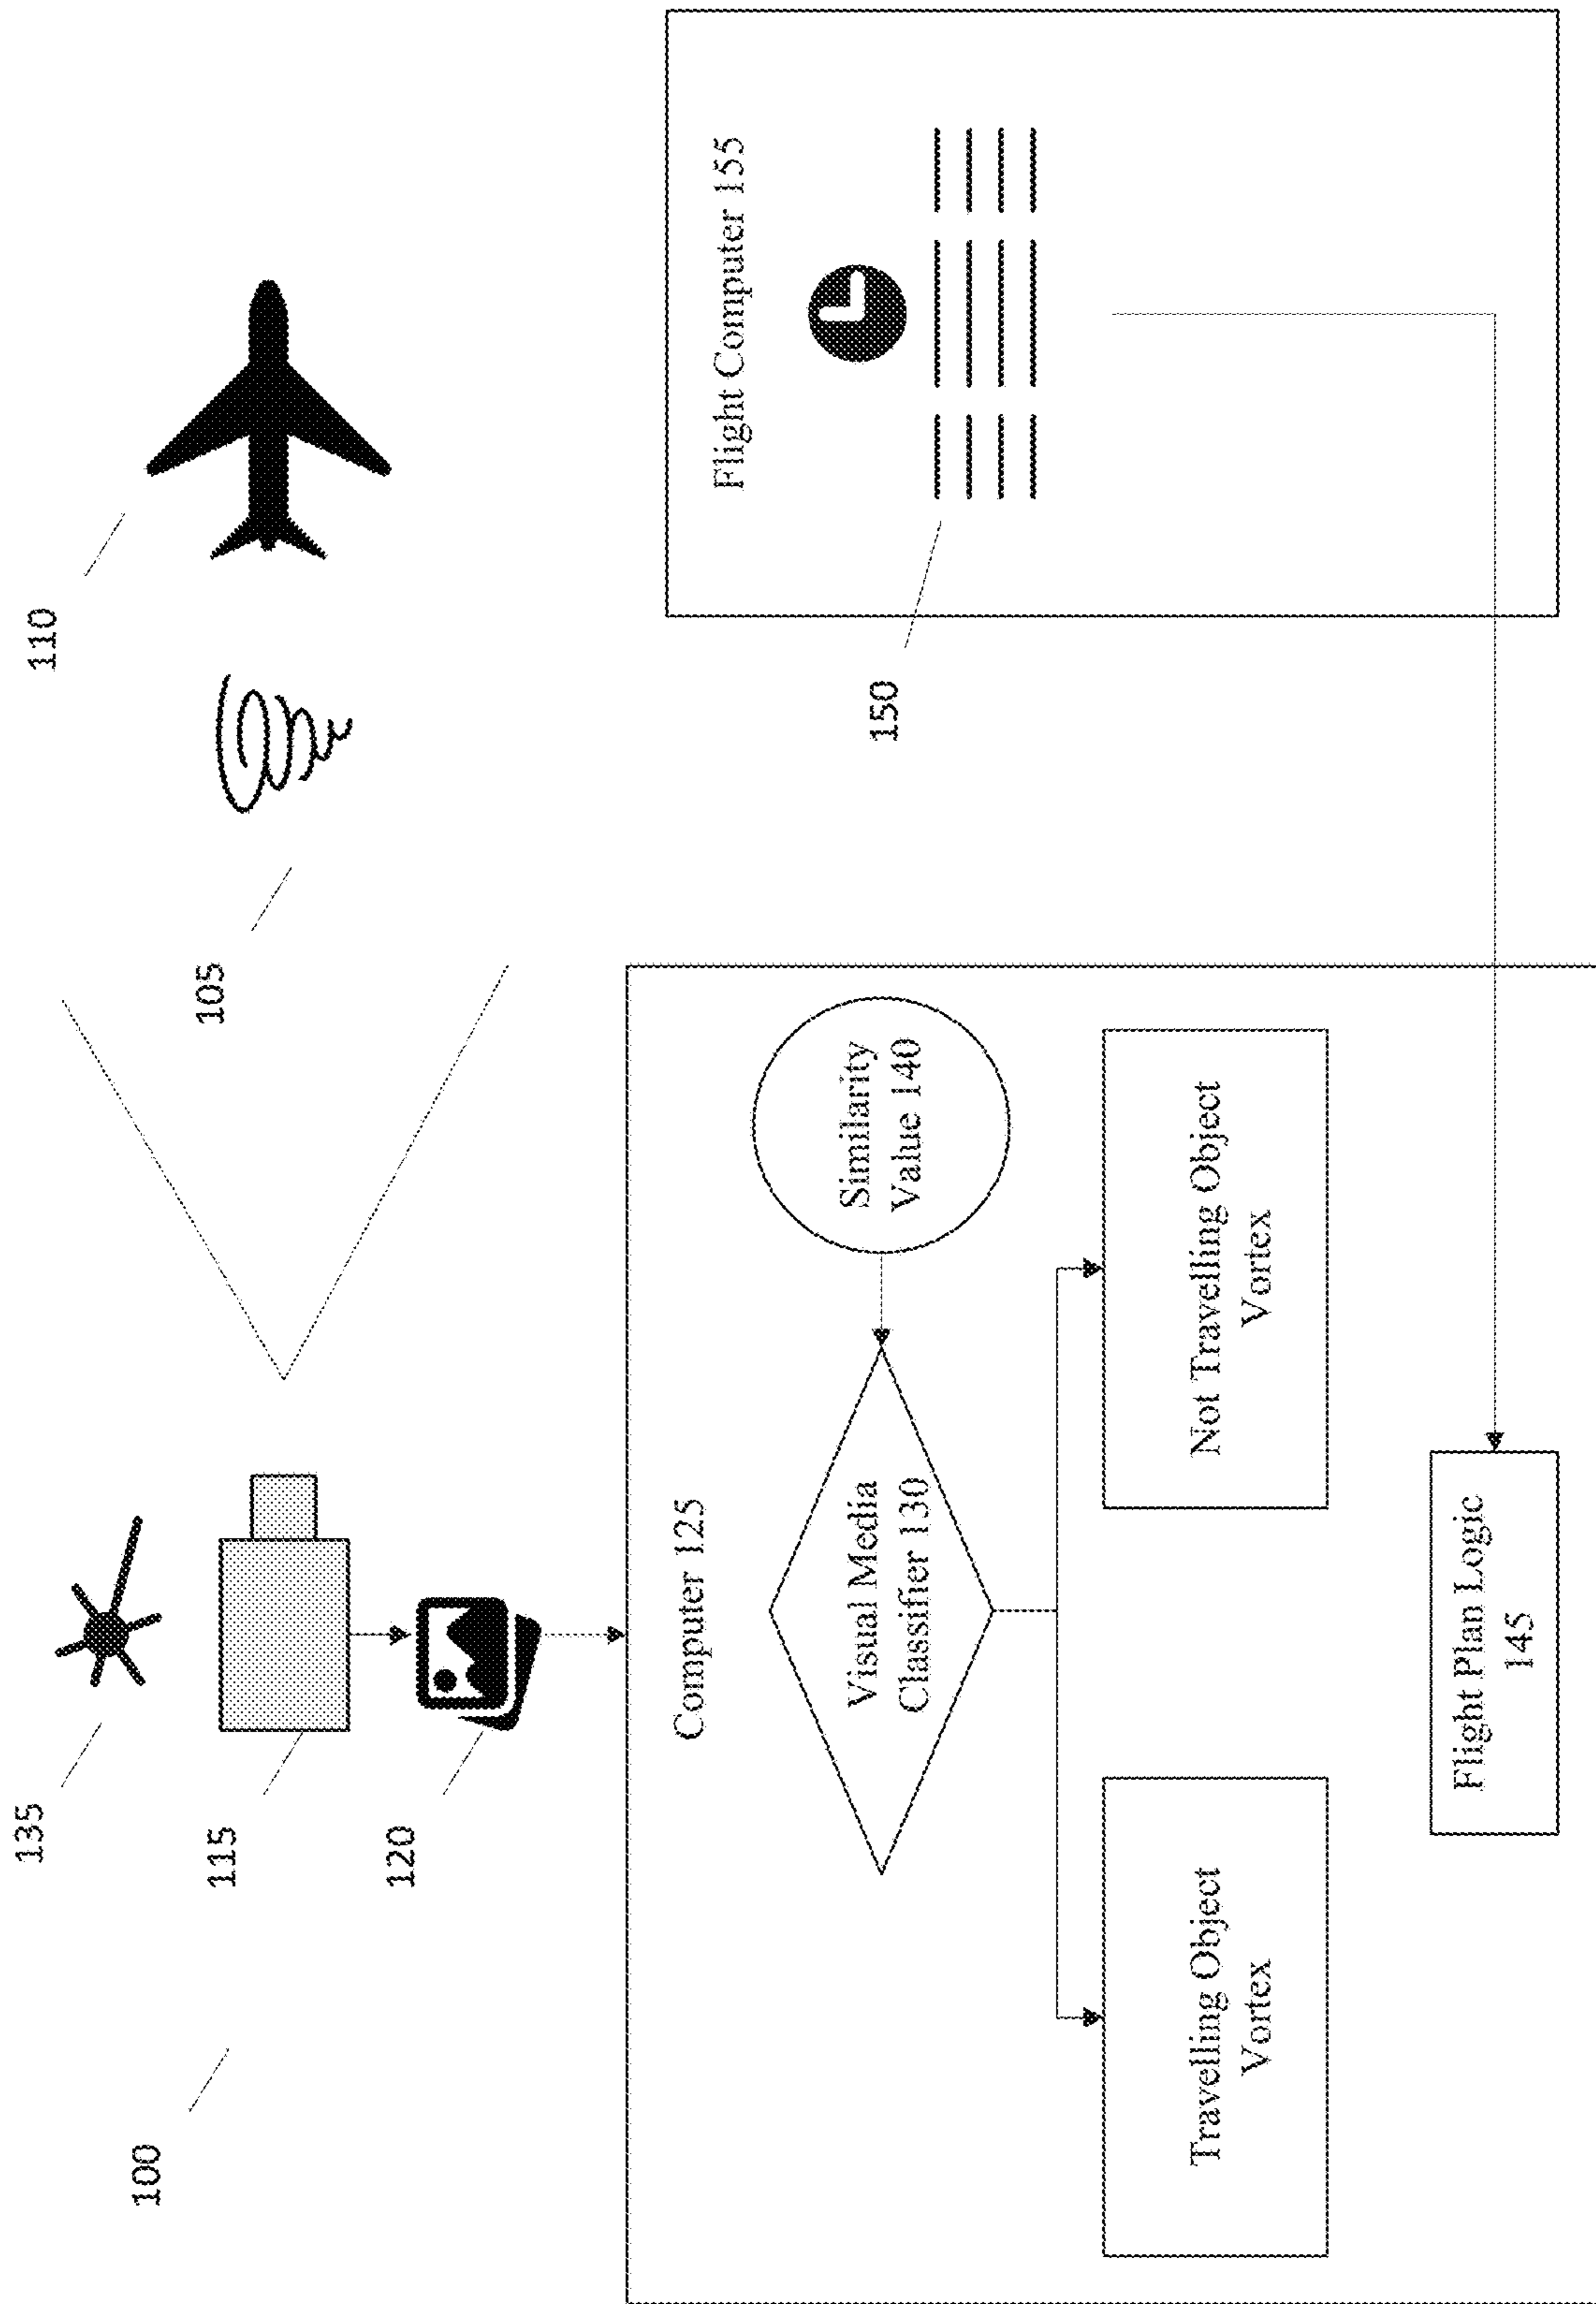 135
110
100
115
105
120
Computer 125
Flight Computer 155
Visual Media
Classifier 130
Similarity
Value 140
150
Travelling Object
Vortex
Not Travelling Object
Vortex
Flight Plan Logic
145